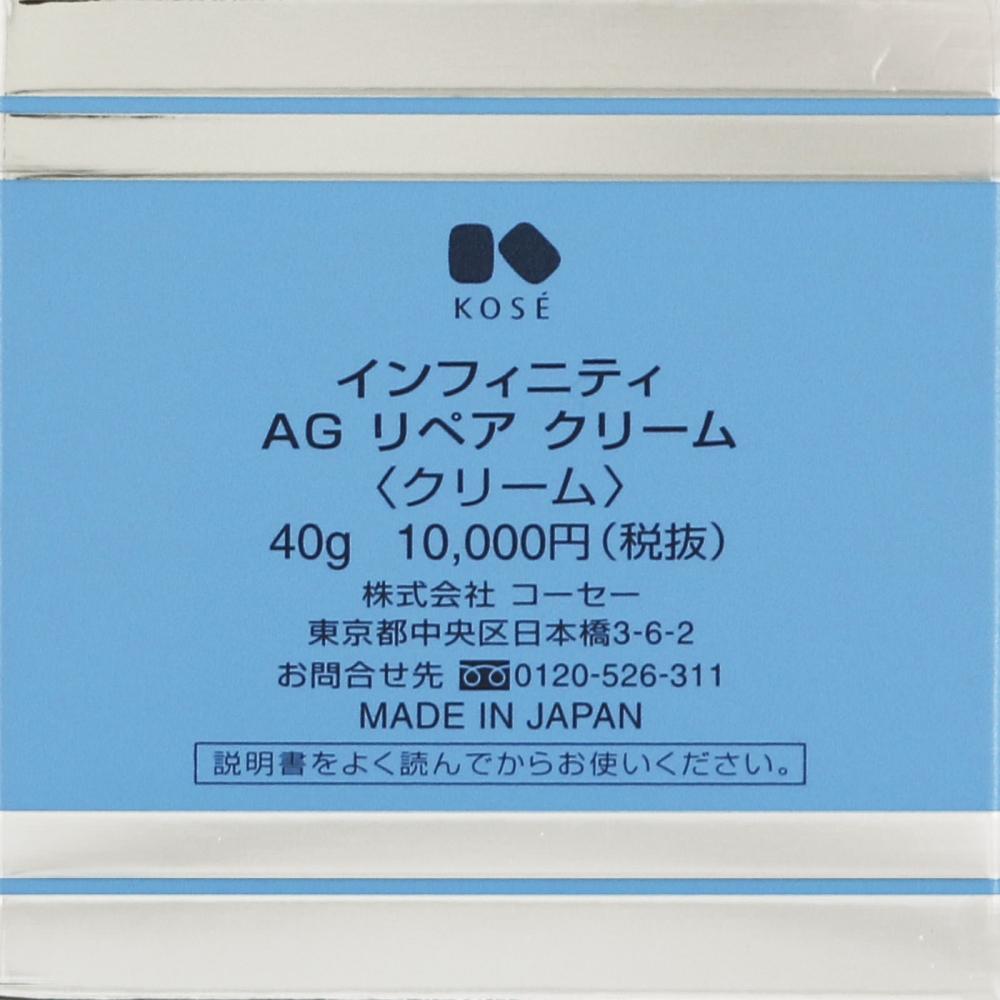 KOSÉ
インフィニティ
AG リペア クリーム
〈クリーム〉
40g 10,000円(税抜)
株式会社 コーセー
東京都中央区日本橋3-6-2
お問合せ先 0120-526-311
MADE IN JAPAN
説明書をよく読んでからお使いください。